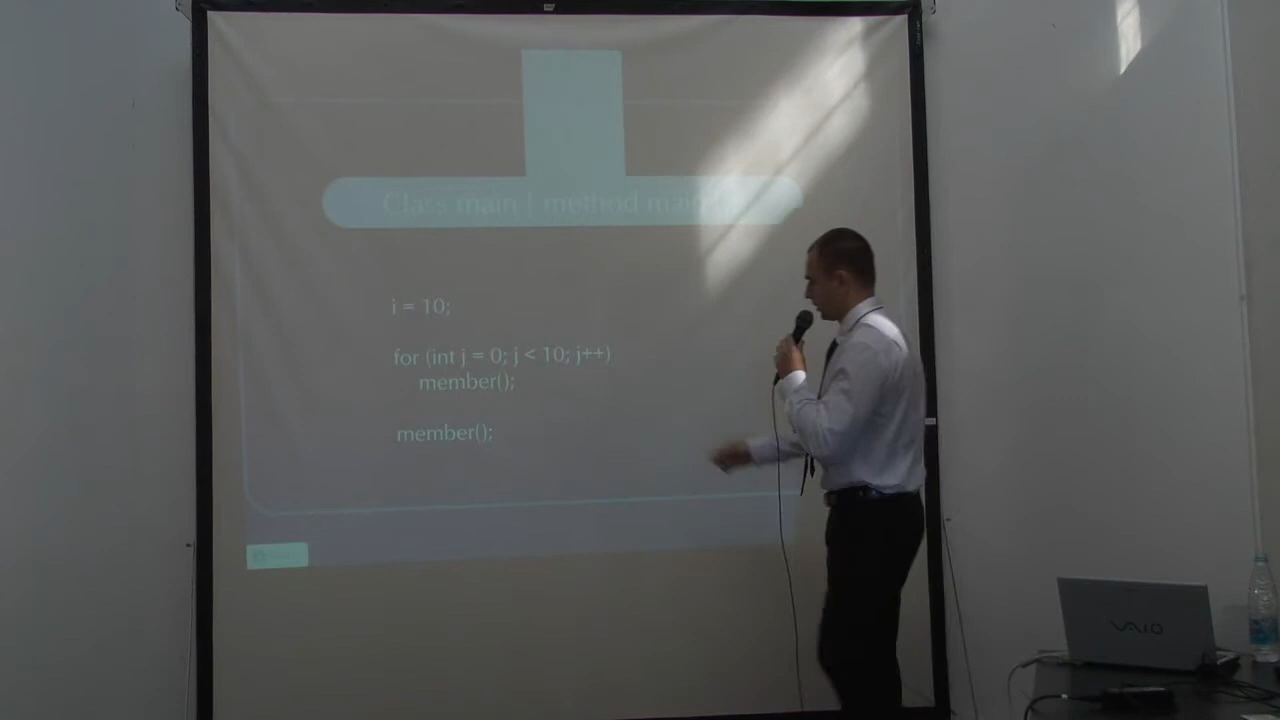 Class main | method main
i = 10;
for (int j = 0; j < 10; j++)
member();
member();
VAIO